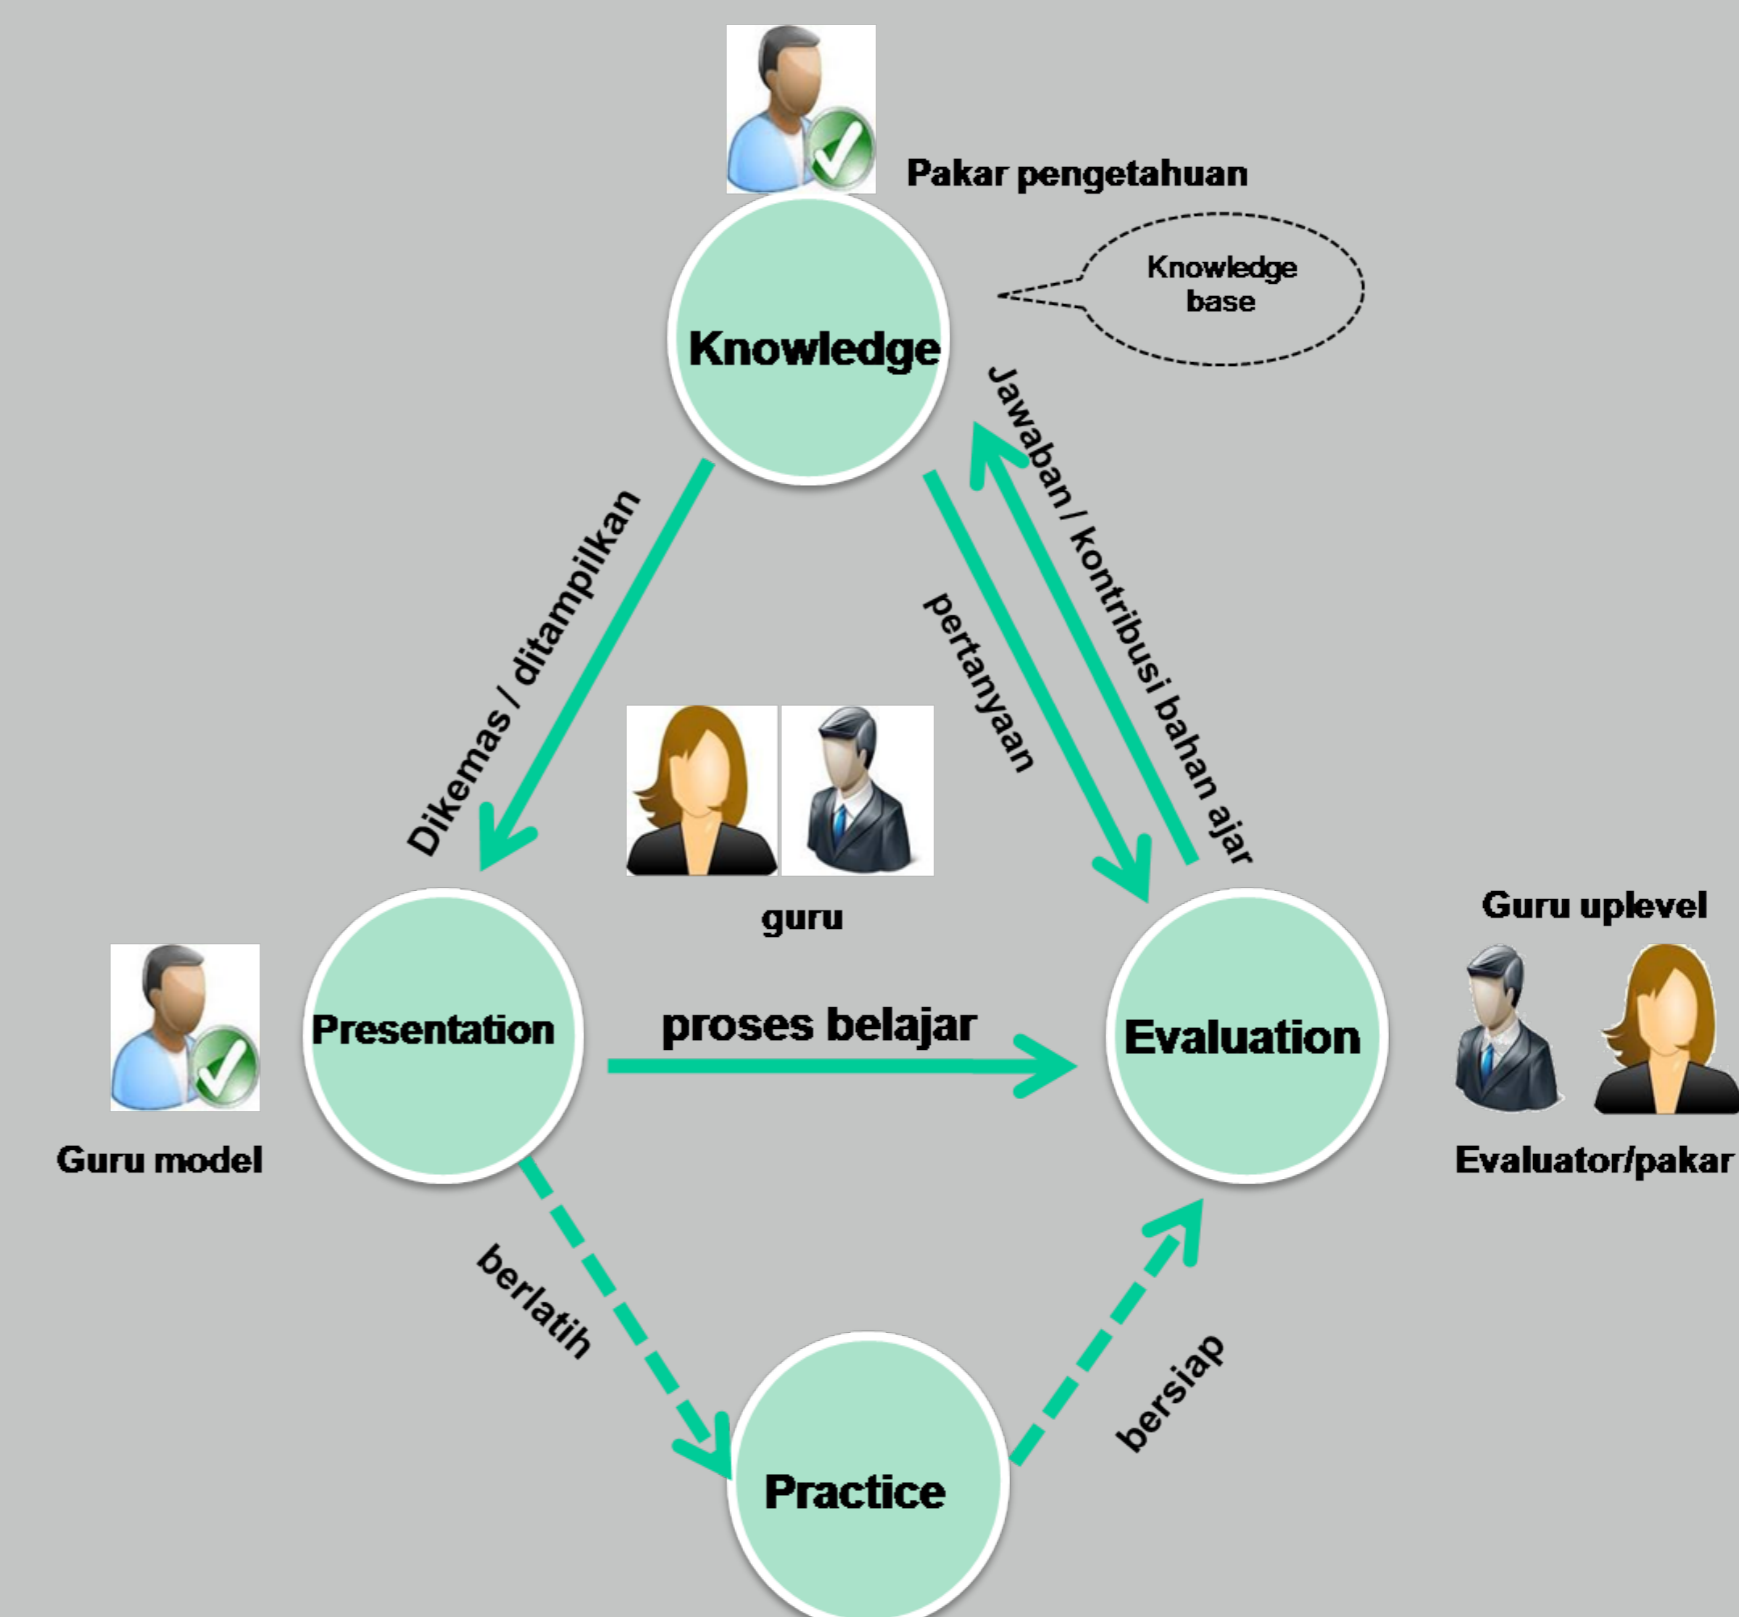 Pakar pengetahuan
Knowledge
base
Knowledge
Jawaban / kontribusi bahan ajar
Dikemas / ditampilkan
pertanyaan
guru
Guru uplevel
Presentation
proses belajar
Evaluation
Guru model
Evaluator/pakar
berlatih
bersiap
Practice